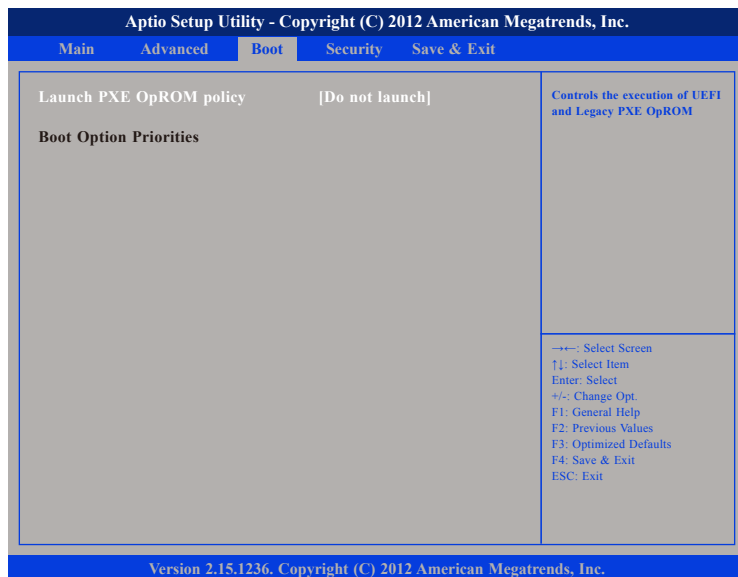 Aptio Setup Utility - Copyright (C) 2012 American Megatrends, Inc.
Main Advanced Boot Security Save & Exit
Launch PXE OpROM policy [Do not launch]
Boot Option Priorities
Controls the execution of UEFI
and Legacy PXE OpROM
→←: Select Screen
↑↓: Select Item
Enter: Select
+/-: Change Opt.
F1: General Help
F2: Previous Values
F3: Optimized Defaults
F4: Save & Exit
ESC: Exit
Version 2.15.1236. Copyright (C) 2012 American Megatrends, Inc.